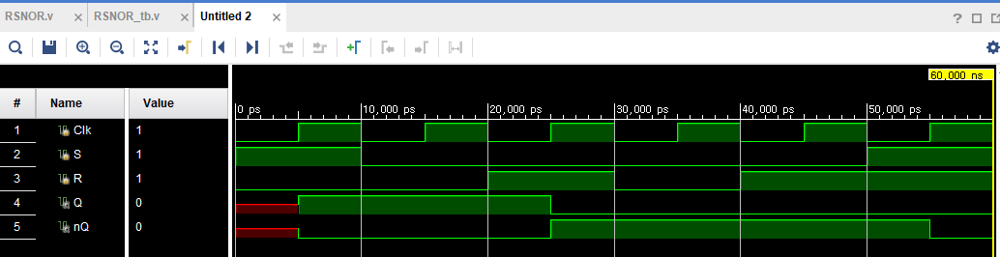 RSNOR.v × RSNOR_tb.v × Untitled 2 ×
?
60,000 ns
# Name Value
0 ps 10,000 ps 20,000 ps 30,000 ps 40,000 ps 50,000 ps
1 Clk 1
2 S 1
3 R 1
4 Q 0
5 nQ 0